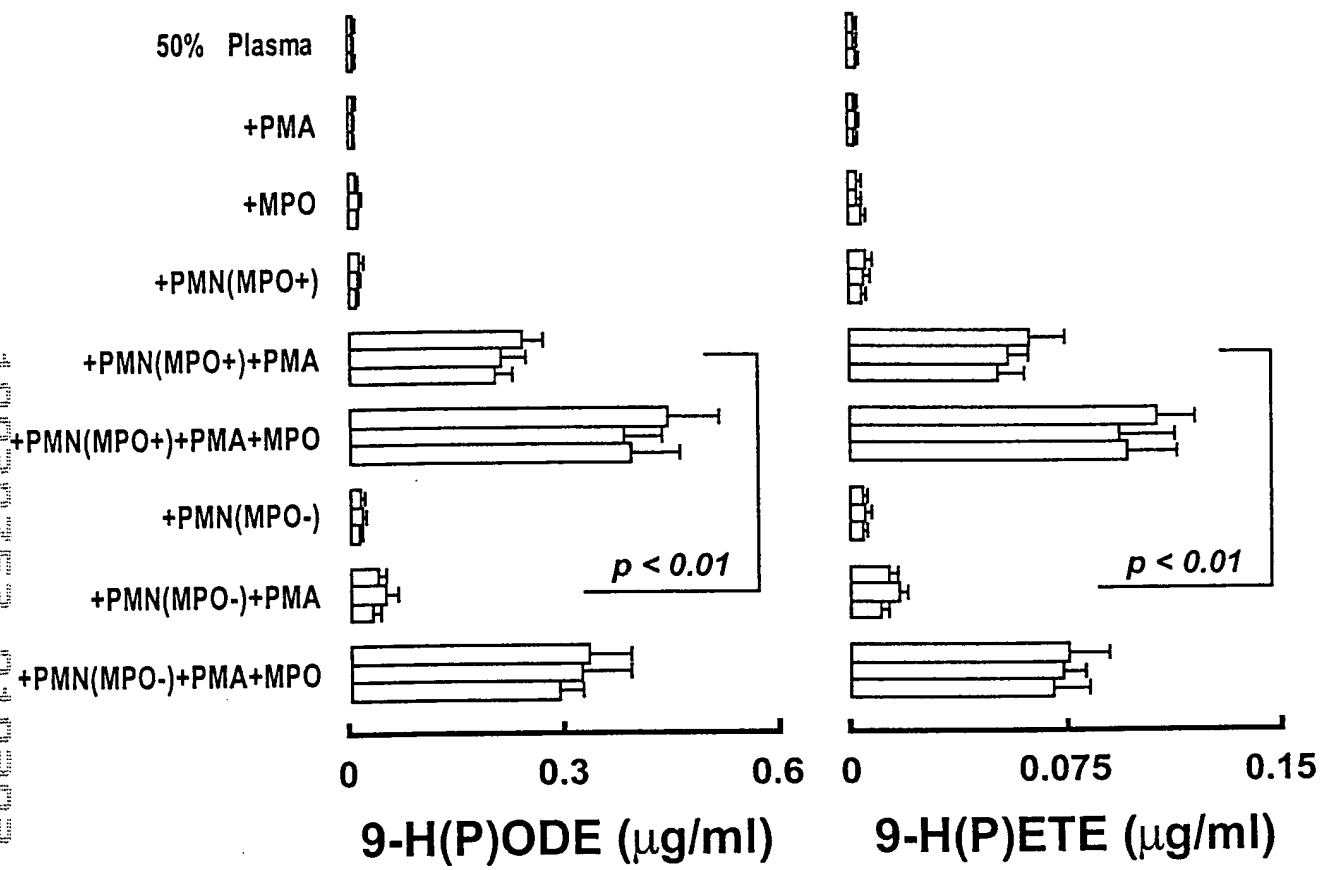 50% Plasma
+PMA
+MPO
+PMN(MPO+)
+PMN(MPO+)+PMA
+PMN(MPO+)+PMA+MPO
+PMN(MPO-)
+PMN(MPO-)+PMA
+PMN(MPO-)+PMA+MPO
p < 0.01
0 0.3 0.6
9-H(P)ODE (μg/ml)
p < 0.01
0 0.075 0.15
9-H(P)ETE (μg/ml)